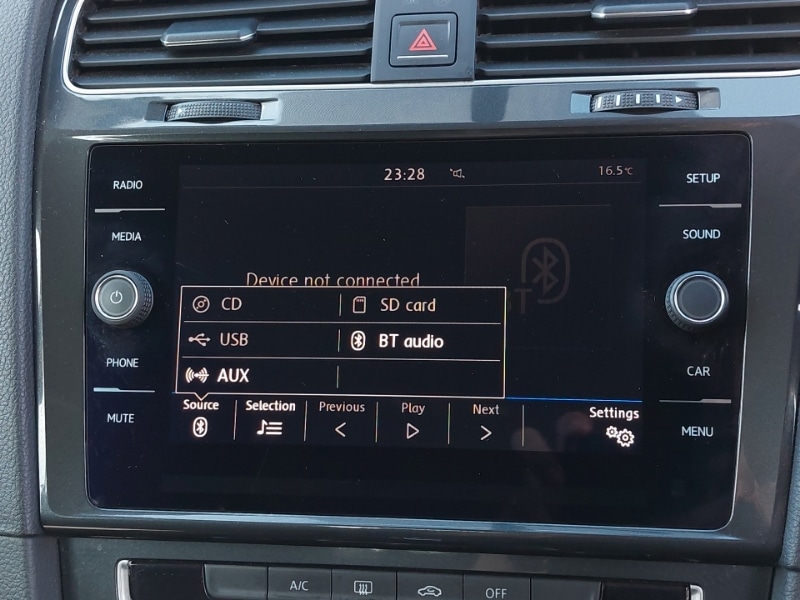 23:28 16.5°C
RADIO
SETUP
MEDIA
SOUND
Device not connected
BT
CD
SD card
USB
BT audio
PHONE
CAR
AUX
Source
Selection
Previous
Play
Next
Settings
MUTE
MENU
A/C
OFF